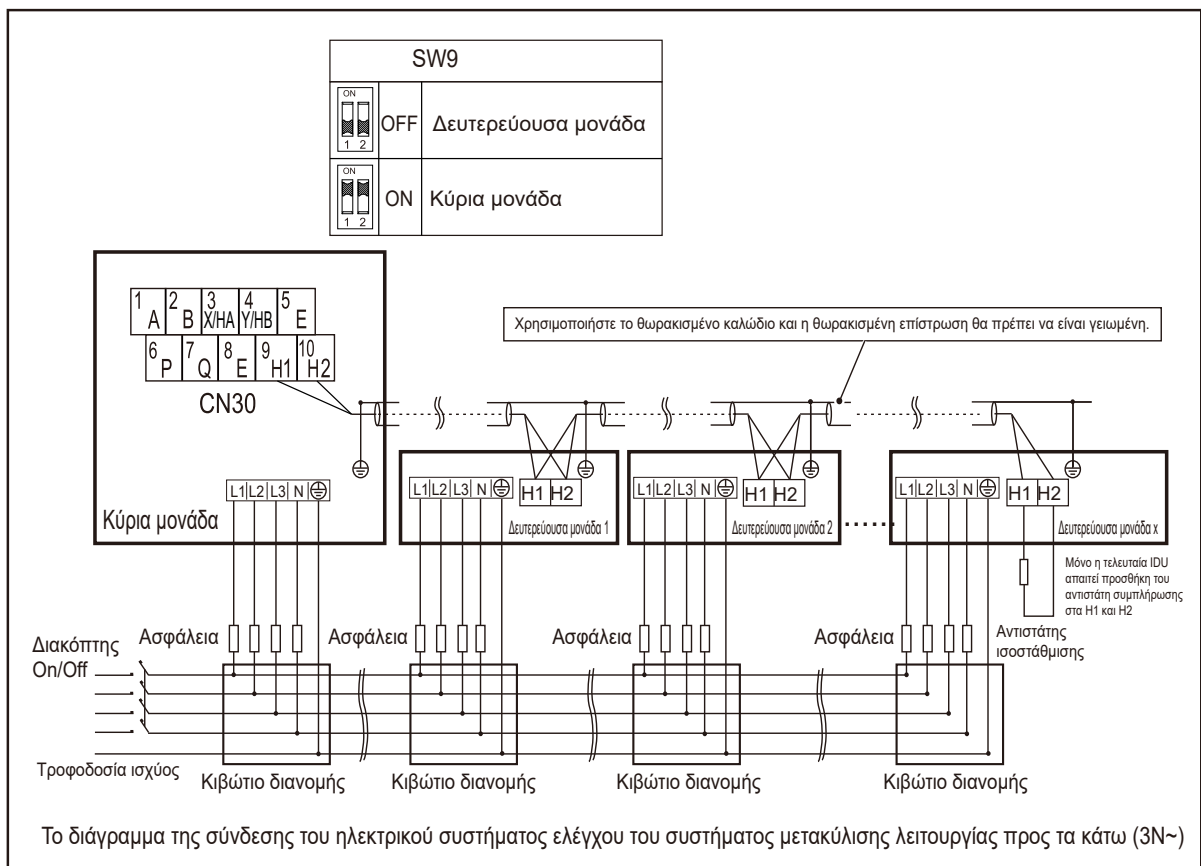 SW9
ON
1 2
OFF
Δευτερεύουσα μονάδα
ON
1 2
ON
Κύρια μονάδα
1 A 2 B 3 X/HA 4 Y/HB 5 E
6 P 7 Q 8 E 9 H1 10 H2
CN30
Χρησιμοποιήστε το θωρακισμένο καλώδιο και η θωρακισμένη επίστρωση θα πρέπει να είναι γειωμένη.
L1 L2 L3 N
Κύρια μονάδα
L1 L2 L3 N
H1 H2
Δευτερεύουσα μονάδα 1
L1 L2 L3 N
H1 H2
Δευτερεύουσα μονάδα 2
L1 L2 L3 N
H1 H2
Δευτερεύουσα μονάδα x
Μόνο η τελευταία IDU
απαιτεί προσθήκη του
αντιστάτη συμπλήρωσης
στα H1 και H2
Αντιστάτης
ισοστάθμισης
Διακόπτης
On/Off
Ασφάλεια
Ασφάλεια
Ασφάλεια
Ασφάλεια
Τροφοδοσία ισχύος
Κιβώτιο διανομής
Κιβώτιο διανομής
Κιβώτιο διανομής
Κιβώτιο διανομής
Το διάγραμμα της σύνδεσης του ηλεκτρικού συστήματος ελέγχου του συστήματος μετακύλισης λειτουργίας προς τα κάτω (3N~)